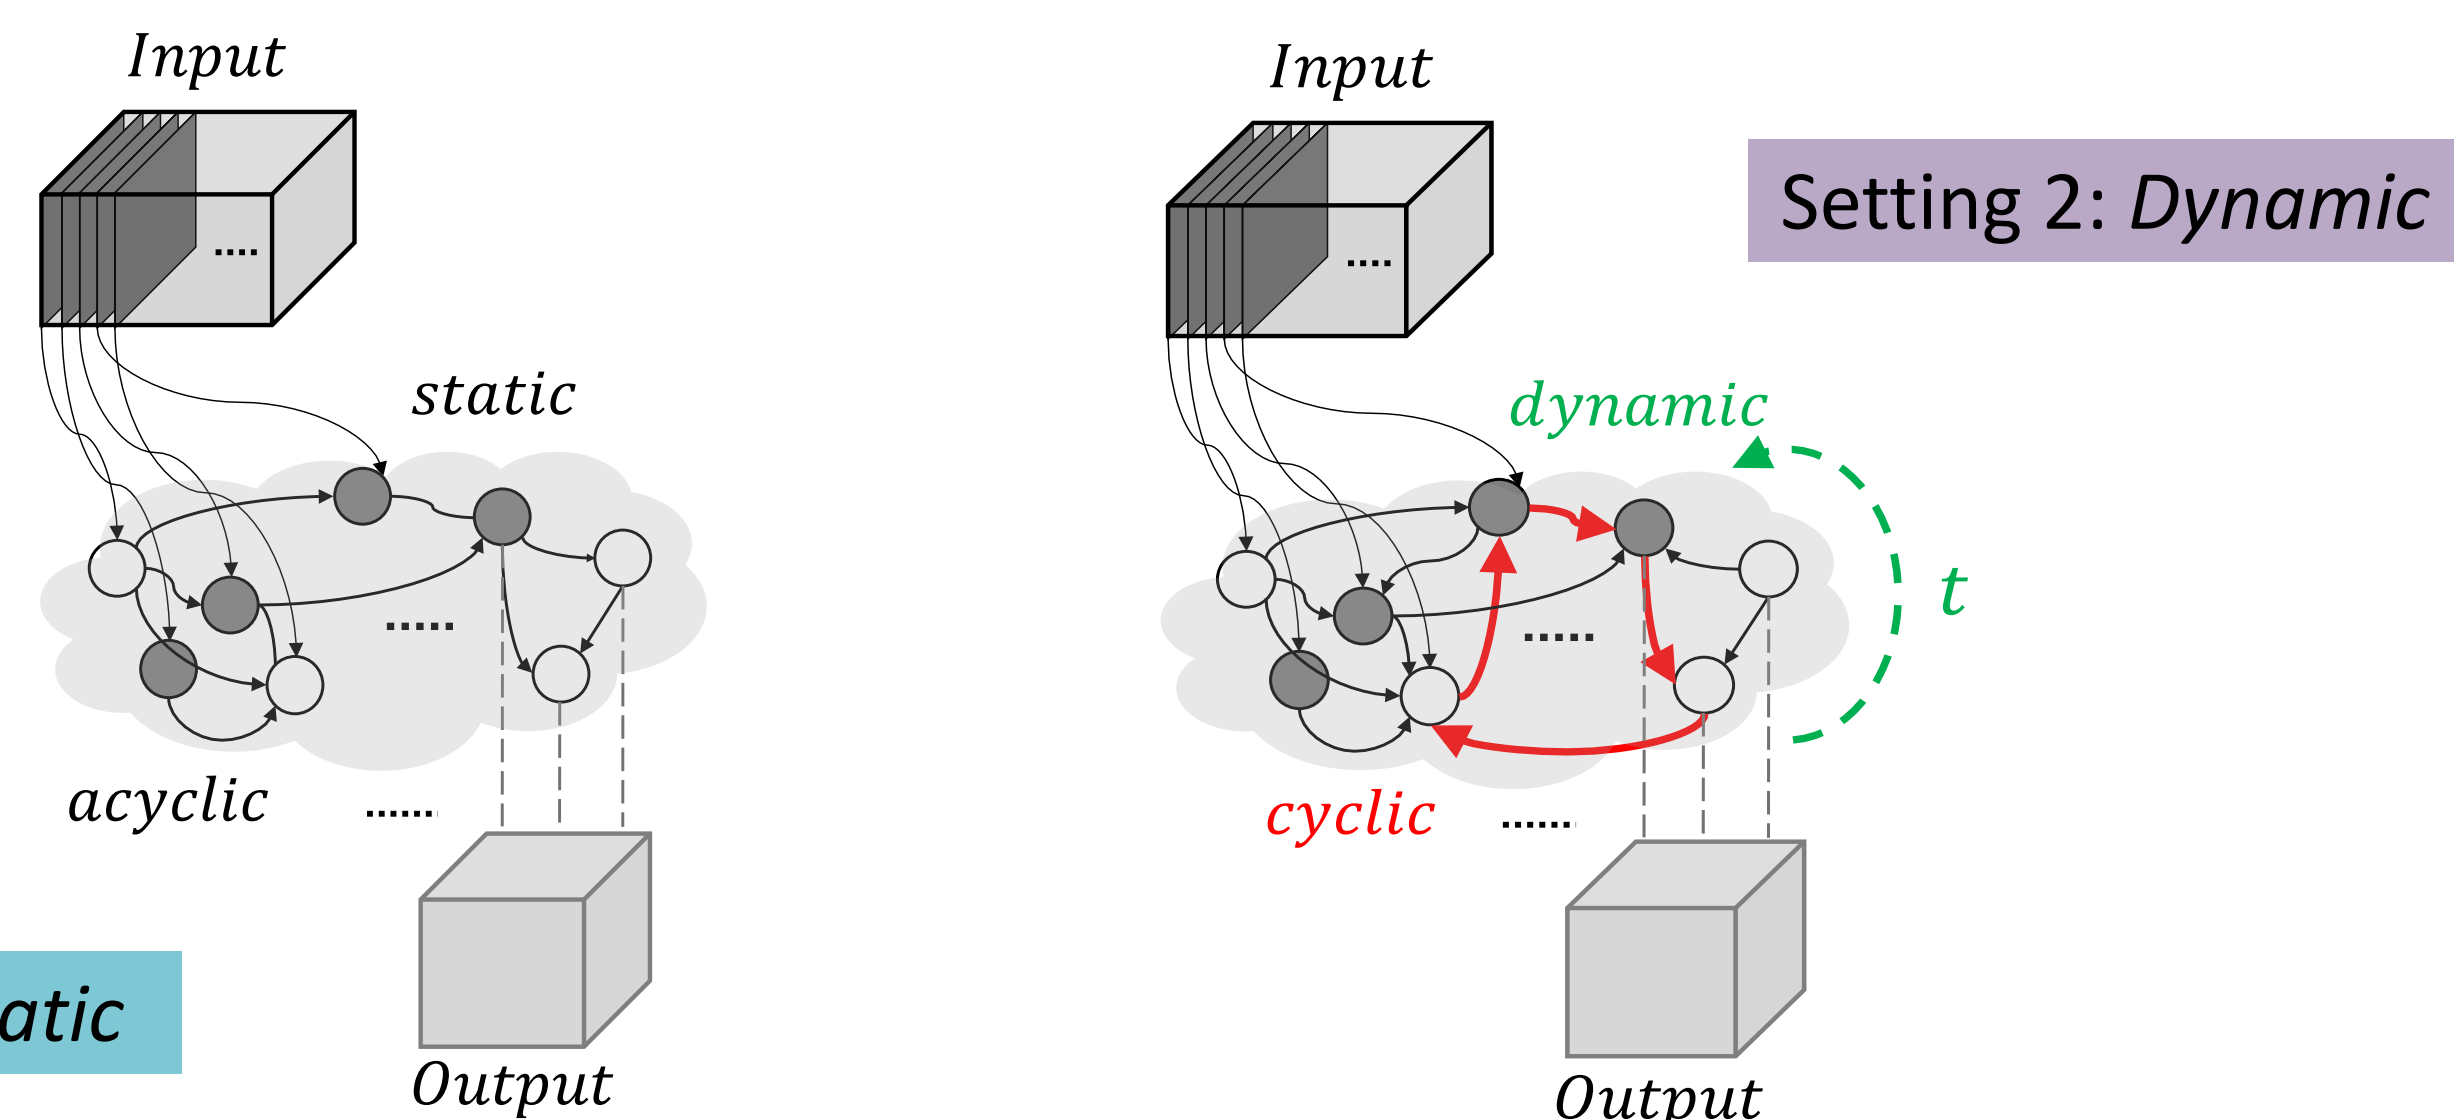 Input
....
static
.....
acyclic
.......
atic
Output
Input
Setting 2: Dynamic
....
dynamic
t
.....
cyclic
.......
Output